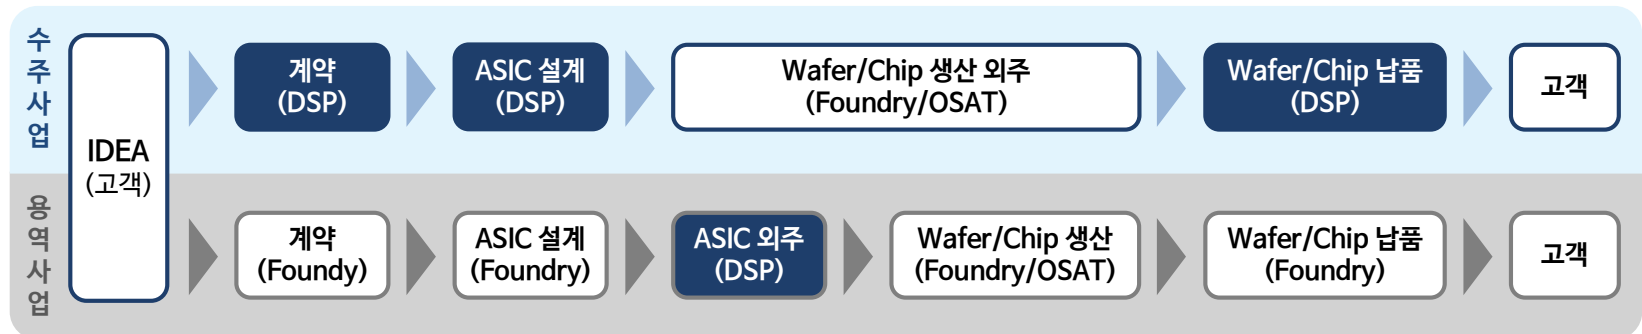 수주사업
IDEA
(고객)
계약
(DSP)
ASIC 설계
(DSP)
Wafer/Chip 생산 외주
(Foundry/OSAT)
Wafer/Chip 납품
(DSP)
고객
용역사업
계약
(Foundy)
ASIC 설계
(Foundry)
ASIC 외주
(DSP)
Wafer/Chip 생산
(Foundry/OSAT)
Wafer/Chip 납품
(Foundry)
고객